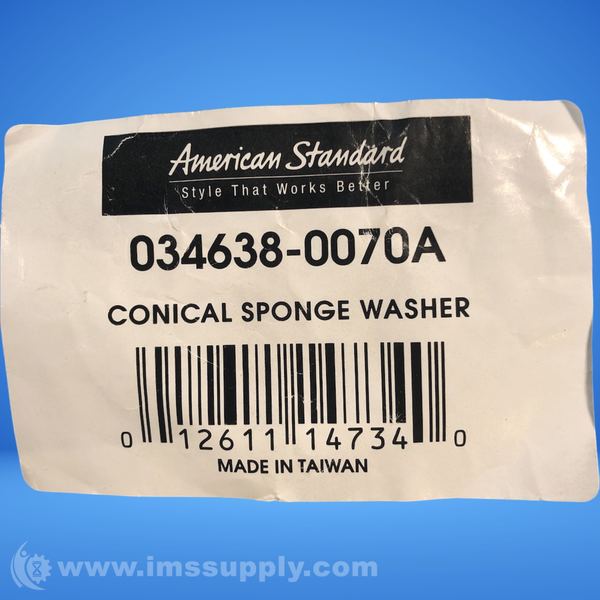 American Standard
Style That Works Better
034638-0070A
CONICAL SPONGE WASHER
0 12611 14734 0
MADE IN TAIWAN
www.imssupply.com